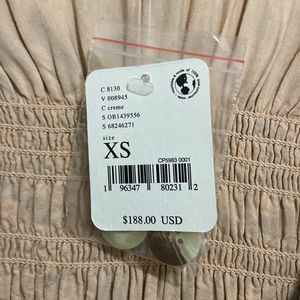 C 8130
V 008945
C creme
S OB1439556
S 68246271
size
XS
CP5983 0001
1 96347 80231 2
$188.00 USD